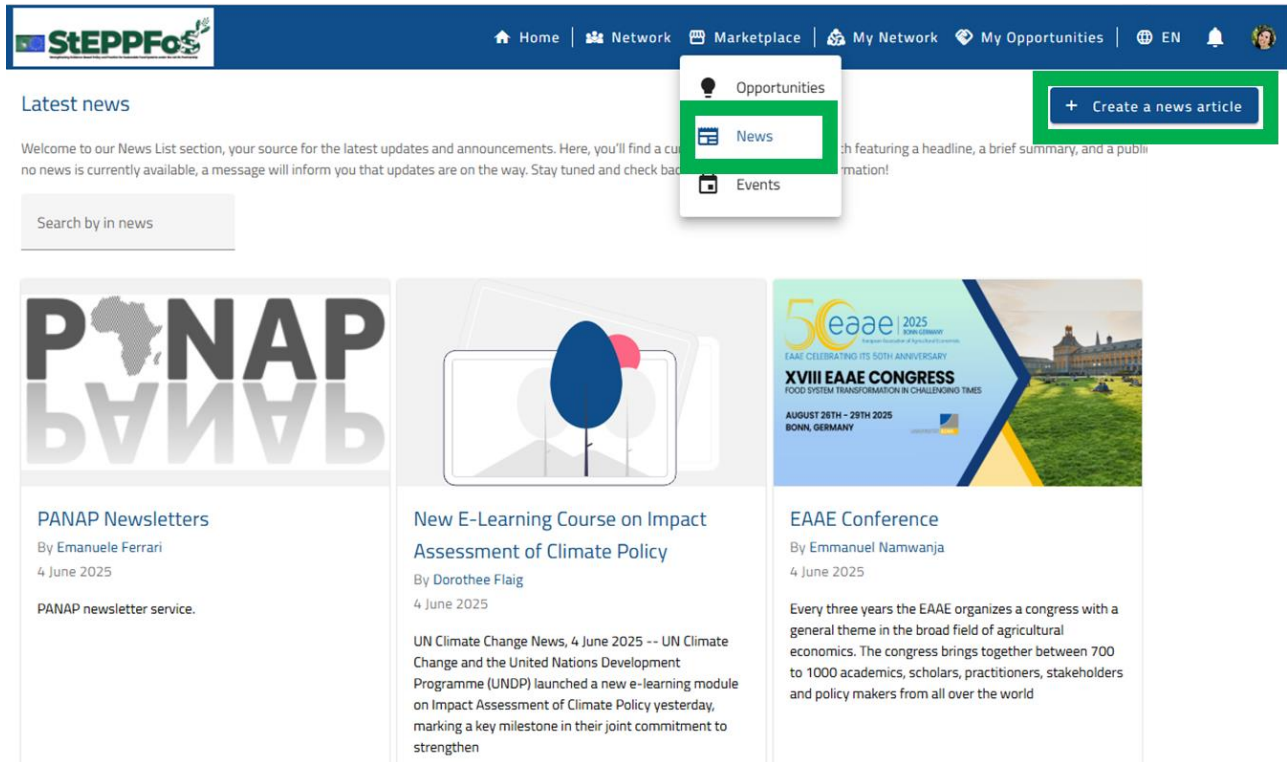 StEPPFoS
Home | Network Marketplace | My Network My Opportunities | EN
Opportunities
News
Events
Latest news
+ Create a news article
Welcome to our News List section, your source for the latest updates and announcements. Here, you'll find a cu h featuring a headline, a brief summary, and a publi
no news is currently available, a message will inform you that updates are on the way. Stay tuned and check bac rmation!
Search by in news
PANAP
PANAP
50 eaae 2025
BONN GERMANY
European Association of Agricultural Economists
EAAE CELEBRATING ITS 50TH ANNIVERSARY
XVIII EAAE CONGRESS
FOOD SYSTEM TRANSFORMATION IN CHALLENGING TIMES
AUGUST 26TH - 29TH 2025
BONN, GERMANY
PANAP Newsletters
By Emanuele Ferrari
4 June 2025
PANAP newsletter service.
New E-Learning Course on Impact
Assessment of Climate Policy
By Dorothee Flaig
4 June 2025
UN Climate Change News, 4 June 2025 -- UN Climate
Change and the United Nations Development
Programme (UNDP) launched a new e-learning module
on Impact Assessment of Climate Policy yesterday,
marking a key milestone in their joint commitment to
strengthen
EAAE Conference
By Emmanuel Namwanja
4 June 2025
Every three years the EAAE organizes a congress with a
general theme in the broad field of agricultural
economics. The congress brings together between 700
to 1000 academics, scholars, practitioners, stakeholders
and policy makers from all over the world